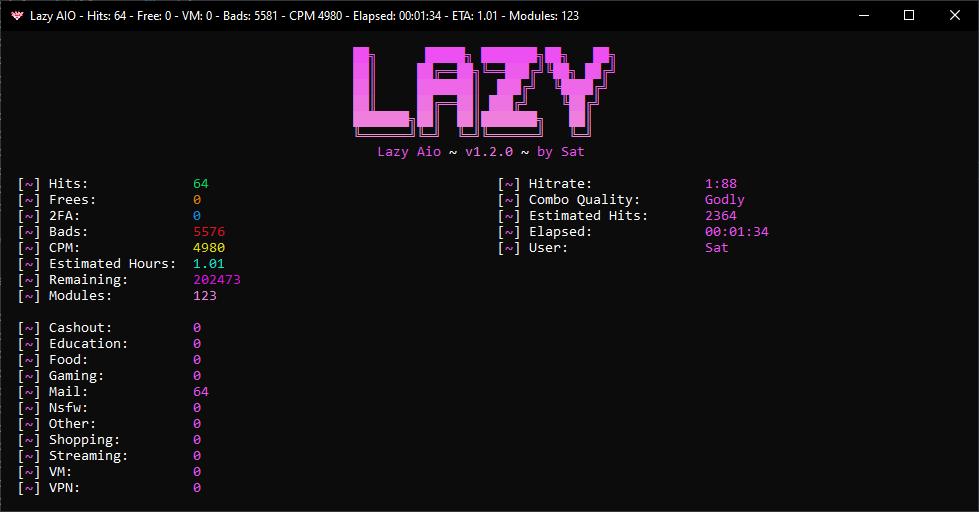 Lazy AIO - Hits: 64 - Free: 0 - VM: 0 - Bads: 5581 - CPM 4980 - Elapsed: 00:01:34 - ETA: 1.01 - Modules: 123
LAZY
Lazy Aio ~ v1.2.0 ~ by Sat
[~] Hits: 64
[~] Frees: 0
[~] 2FA: 0
[~] Bads: 5576
[~] CPM: 4980
[~] Estimated Hours: 1.01
[~] Remaining: 202473
[~] Modules: 123
[~] Hitrate: 1:88
[~] Combo Quality: Godly
[~] Estimated Hits: 2364
[~] Elapsed: 00:01:34
[~] User: Sat
[~] Cashout: 0
[~] Education: 0
[~] Food: 0
[~] Gaming: 0
[~] Mail: 64
[~] Nsfw: 0
[~] Other: 0
[~] Shopping: 0
[~] Streaming: 0
[~] VM: 0
[~] VPN: 0